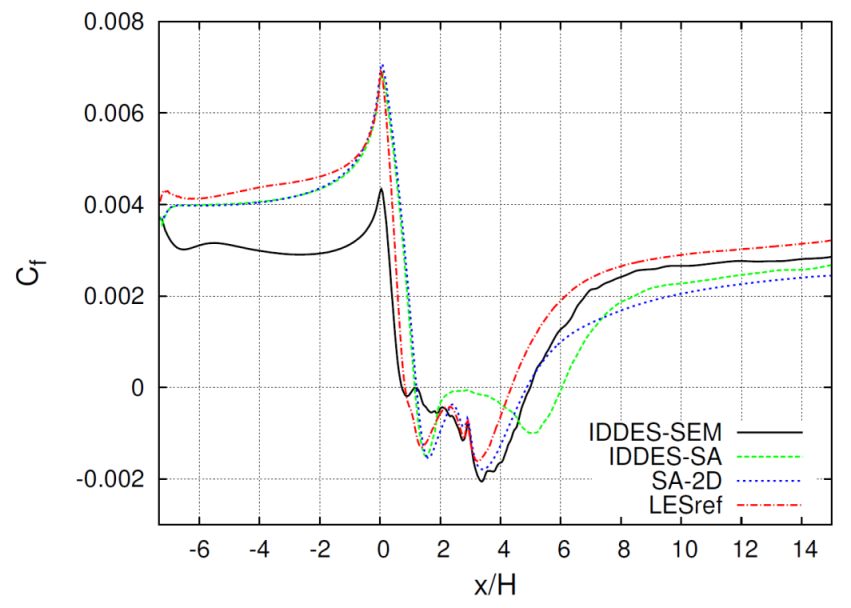 0.008
0.006
0.004
0.002
0
-0.002
C_f
-6 -4 -2 0 2 4 6 8 10 12 14
x/H
IDDES-SEM
IDDES-SA
SA-2D
LESref